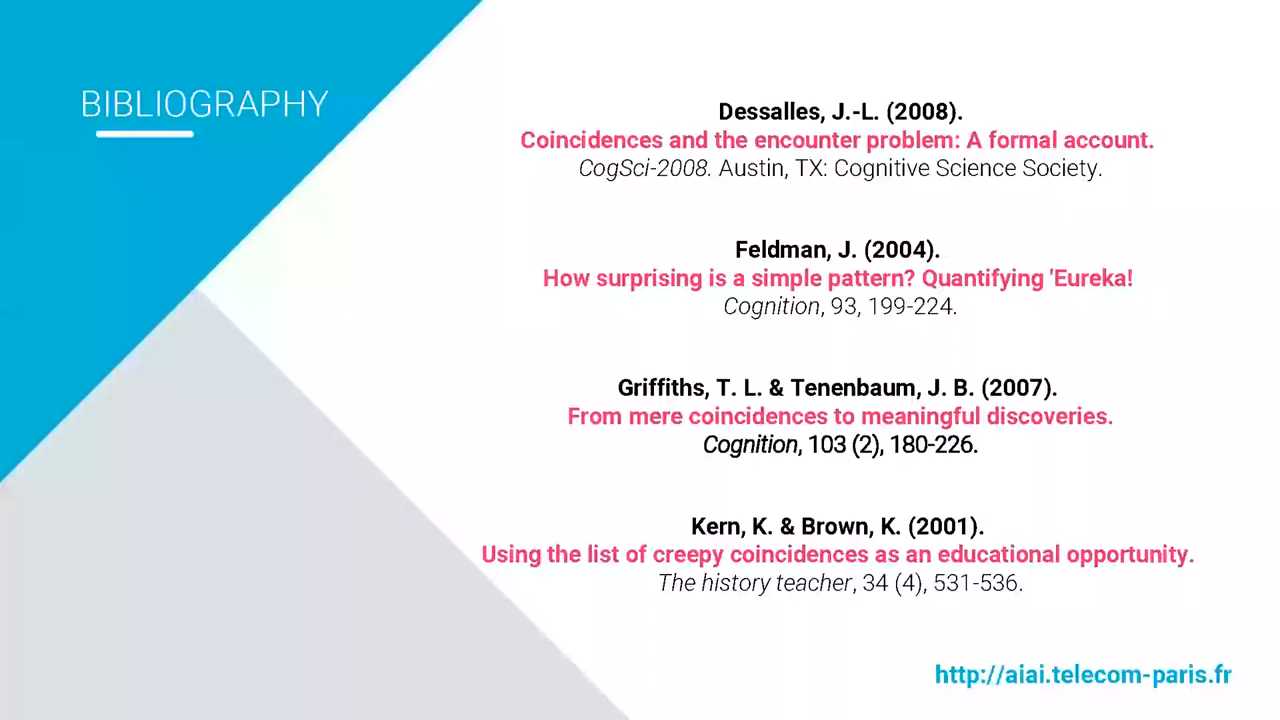 BIBLIOGRAPHY
Dessalles, J.-L. (2008).
Coincidences and the encounter problem: A formal account.
CogSci-2008. Austin, TX: Cognitive Science Society.
Feldman, J. (2004).
How surprising is a simple pattern? Quantifying 'Eureka!
Cognition, 93, 199-224.
Griffiths, T. L. & Tenenbaum, J. B. (2007).
From mere coincidences to meaningful discoveries.
Cognition, 103 (2), 180-226.
Kern, K. & Brown, K. (2001).
Using the list of creepy coincidences as an educational opportunity.
The history teacher, 34 (4), 531-536.
http://aiai.telecom-paris.fr